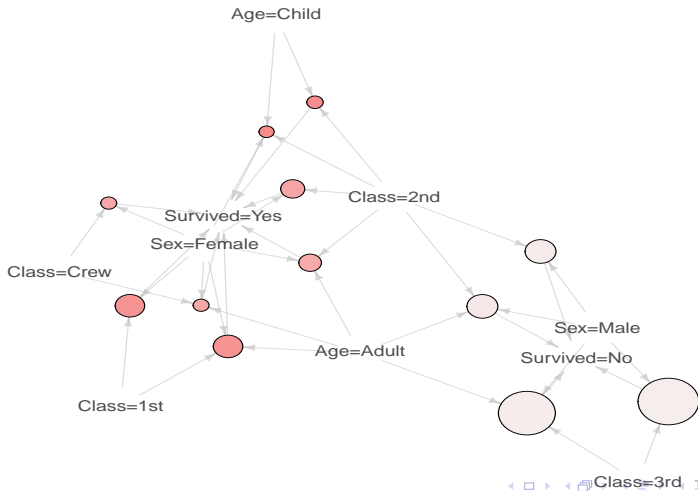 Age=Child
Class=2nd
Survived=Yes
Sex=Female
Class=Crew
Sex=Male
Age=Adult
Survived=No
Class=1st
Class=3rd